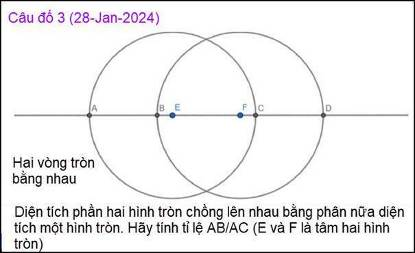 Câu đố 3 (28-Jan-2024)
A B E F C D
Hai vòng tròn
bằng nhau
Diện tích phần hai hình tròn chồng lên nhau bằng phân nữa diện
tích một hình tròn. Hãy tính tỉ lệ AB/AC (E và F là tâm hai hình
tròn)